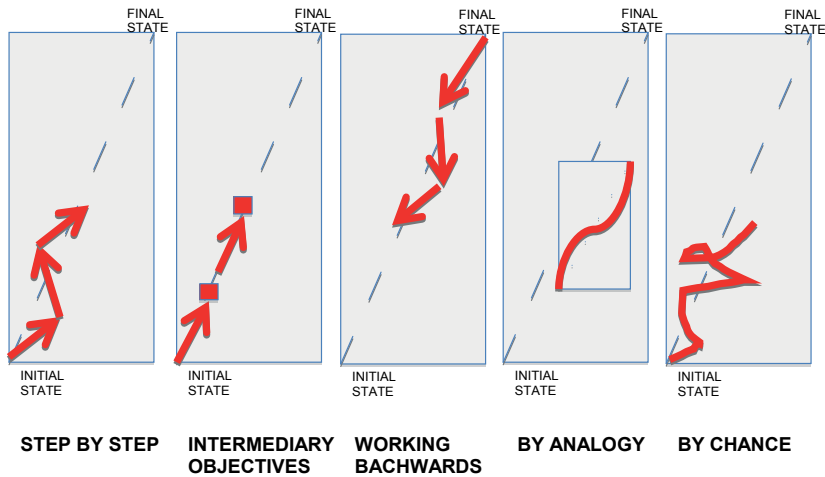 FINAL
STATE
FINAL
STATE
FINAL
STATE
FINAL
STATE
FINAL
STATE
INITIAL
STATE
INITIAL
STATE
INITIAL
STATE
INITIAL
STATE
INITIAL
STATE
STEP BY STEP
INTERMEDIARY
OBJECTIVES
WORKING
BACHWARDS
BY ANALOGY
BY CHANCE